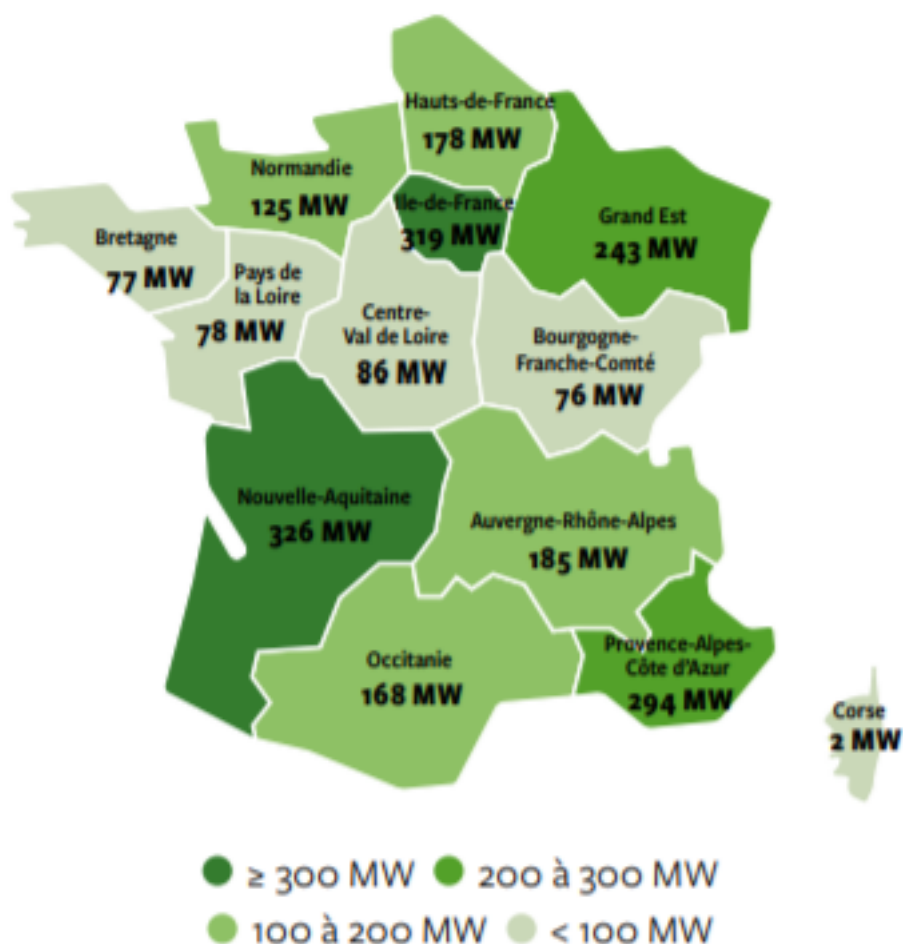 Hauts-de-France
178 MW
Normandie
125 MW
Ile-de-France
319 MW
Grand Est
243 MW
Bretagne
77 MW
Pays de
la Loire
78 MW
Centre-
Val de Loire
86 MW
Bourgogne-
Franche-Comté
76 MW
Nouvelle-Aquitaine
326 MW
Auvergne-Rhône-Alpes
185 MW
Occitanie
168 MW
Provence-Alpes-
Côte d'Azur
294 MW
Corse
2 MW
≥ 300 MW 200 à 300 MW
100 à 200 MW < 100 MW